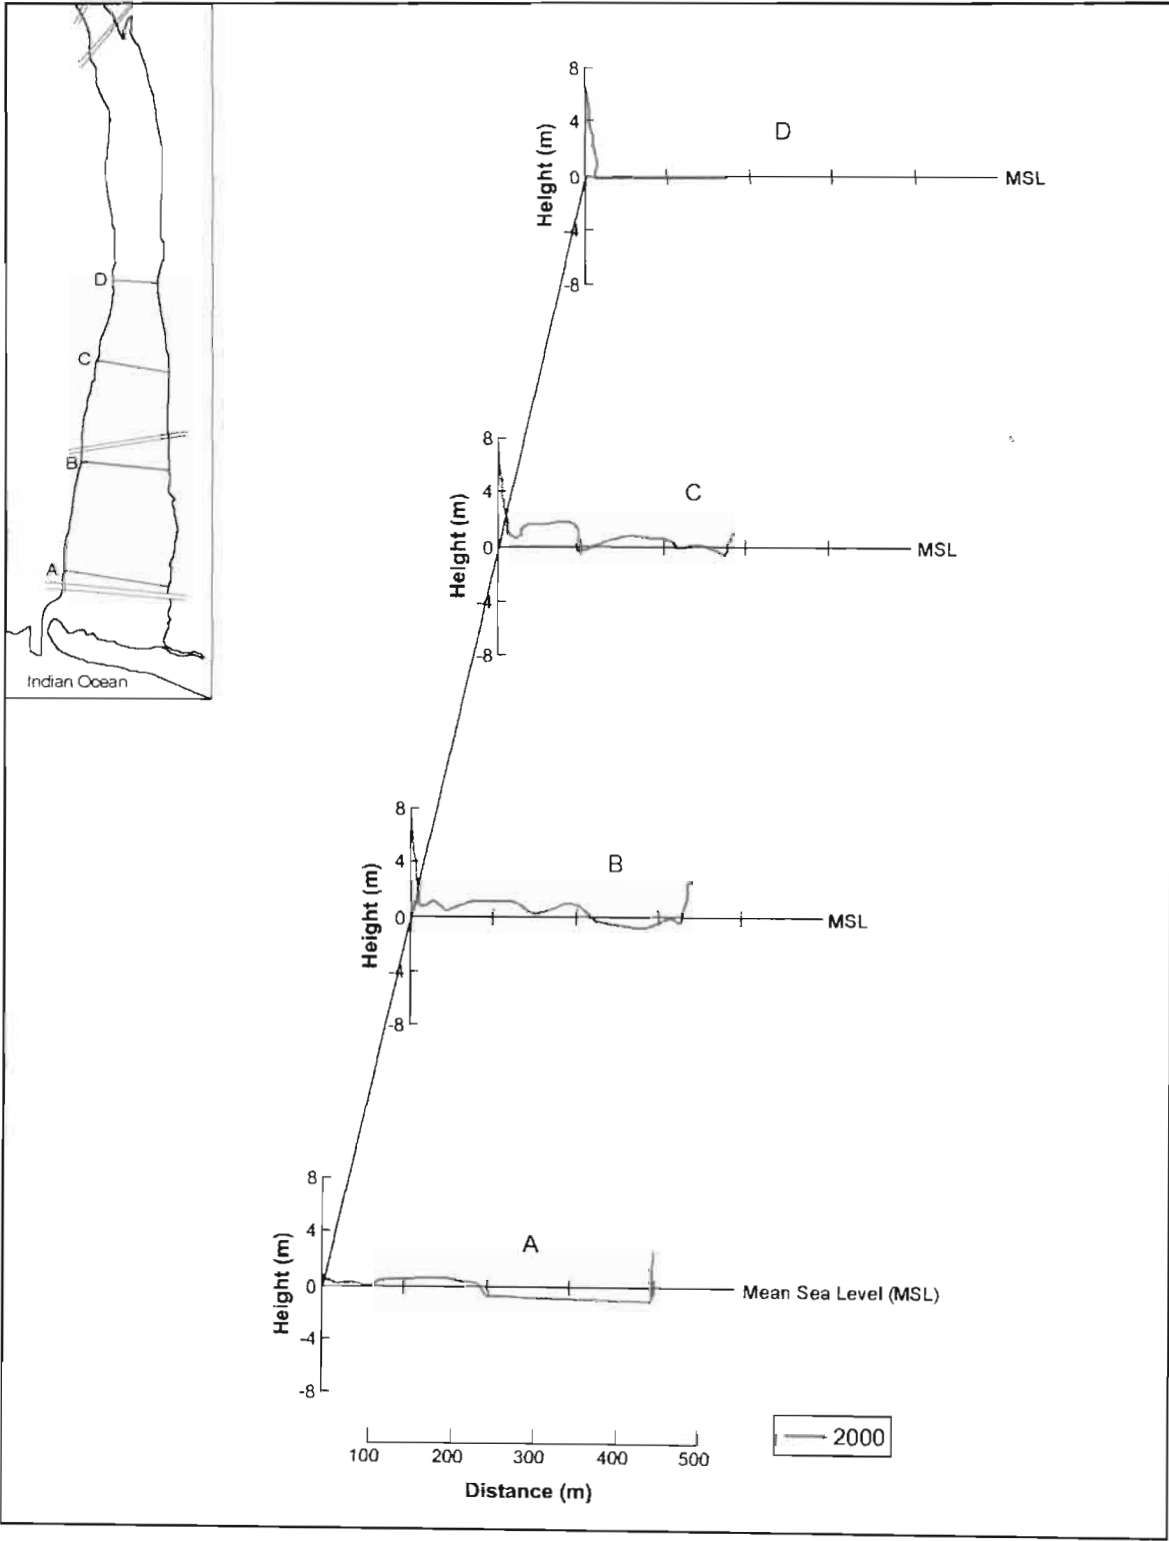 D
C
B
A
Indian Ocean
8
4
0
-4
-8
Height (m)
D
MSL
8
4
0
-4
-8
Height (m)
C
MSL
8
4
0
-4
-8
Height (m)
B
MSL
8
4
0
-4
-8
Height (m)
A
Mean Sea Level (MSL)
100 200 300 400 500
Distance (m)
2000